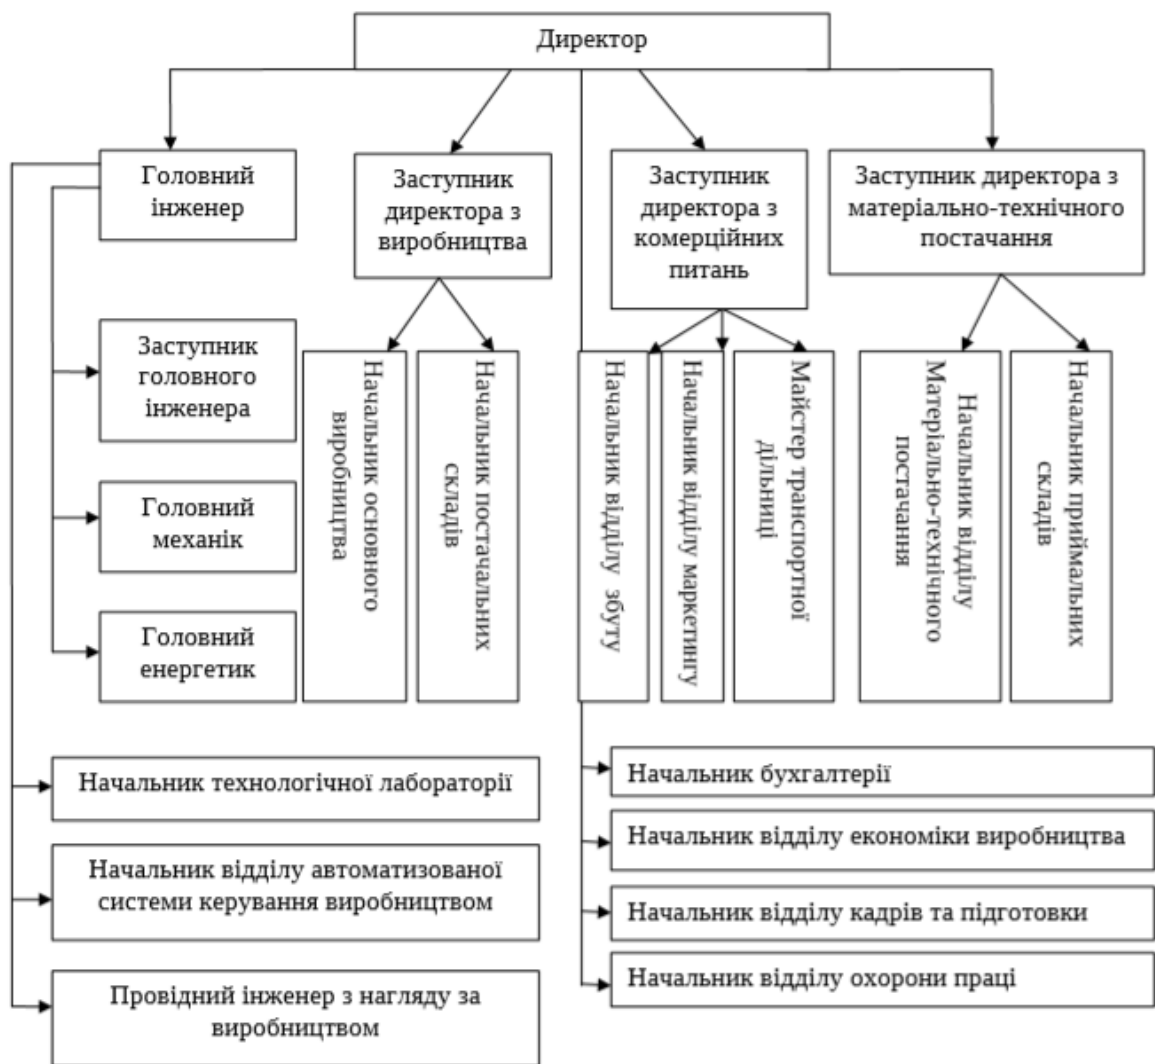 Директор
Головний
інженер
Заступник
директора з
виробництва
Заступник
директора з
комерційних
питань
Заступник директора з
матеріально-технічного
постачання
Заступник
головного
інженера
Головний
механік
Головний
енергетик
Начальник основного
виробництва
Начальник постачальних
складів
Начальник відділу збуту
Начальник відділу маркетингу
Майстер транспортної
дільниці
Начальник відділу
Матеріально-технічного
постачання
Начальник приймальних
складів
Начальник технологічної лабораторії
Начальник відділу автоматизованої
системи керування виробництвом
Провідний інженер з нагляду за
виробництвом
Начальник бухгалтерії
Начальник відділу економіки виробництва
Начальник відділу кадрів та підготовки
Начальник відділу охорони праці